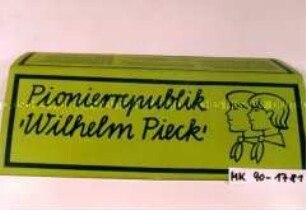 Pionierrepublik
'Wilhelm Pieck'
MK 90-1781